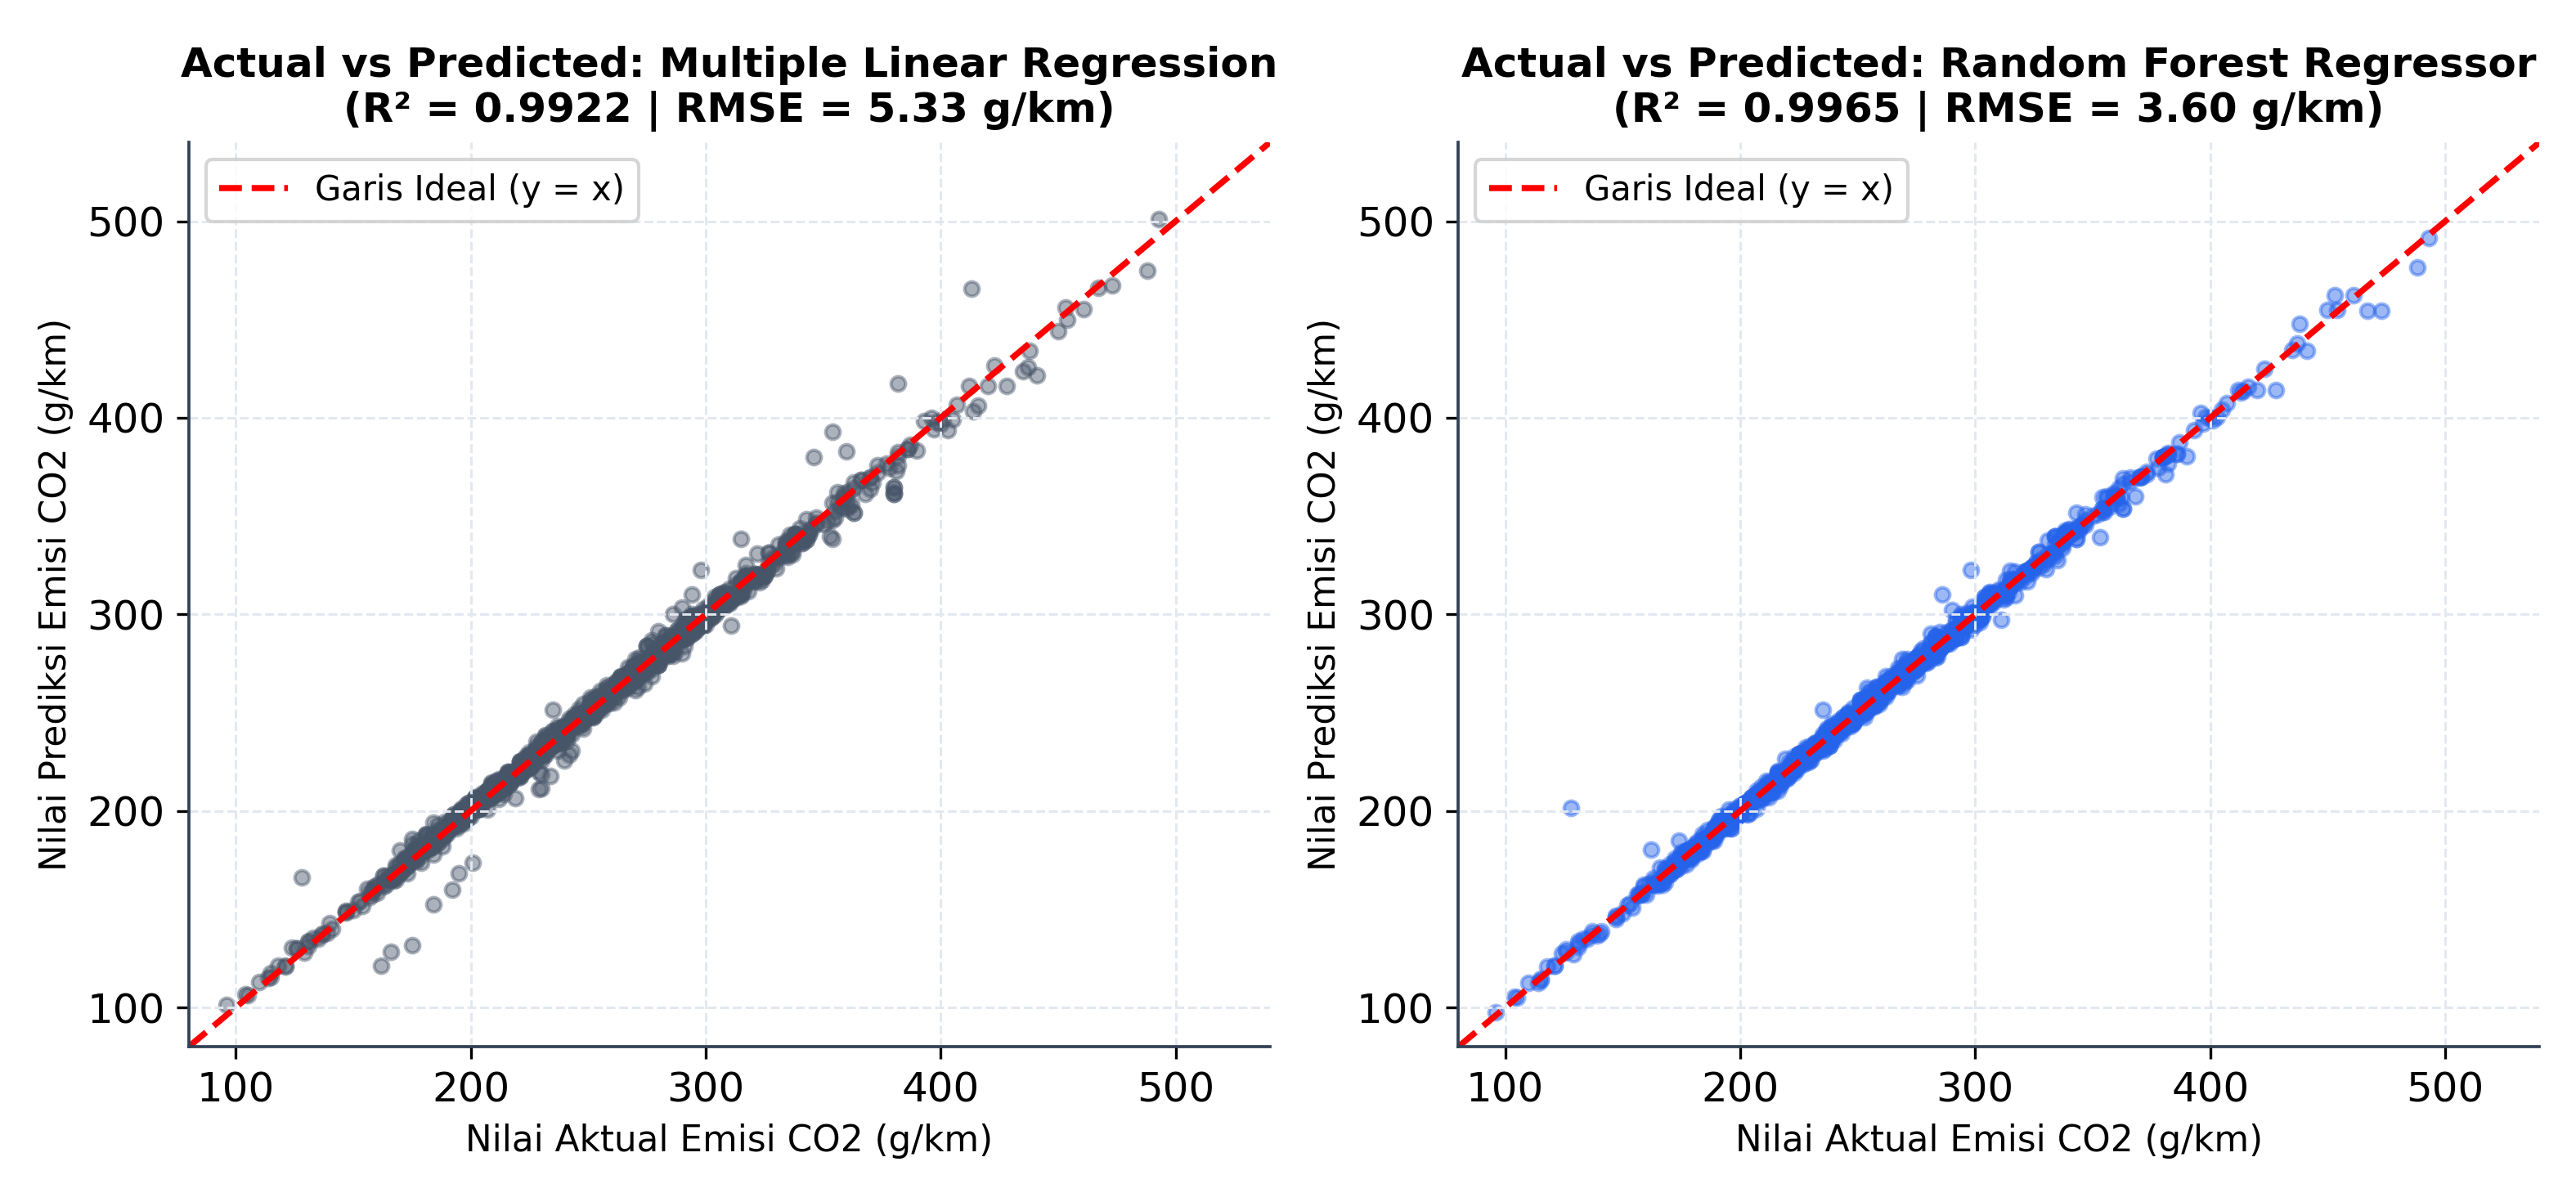 Actual vs Predicted: Multiple Linear Regression
(R² = 0.9922 | RMSE = 5.33 g/km)
Garis Ideal (y = x)
Nilai Prediksi Emisi CO2 (g/km)
500
400
300
200
100
100 200 300 400 500
Nilai Aktual Emisi CO2 (g/km)
Actual vs Predicted: Random Forest Regressor
(R² = 0.9965 | RMSE = 3.60 g/km)
Garis Ideal (y = x)
Nilai Prediksi Emisi CO2 (g/km)
500
400
300
200
100
100 200 300 400 500
Nilai Aktual Emisi CO2 (g/km)